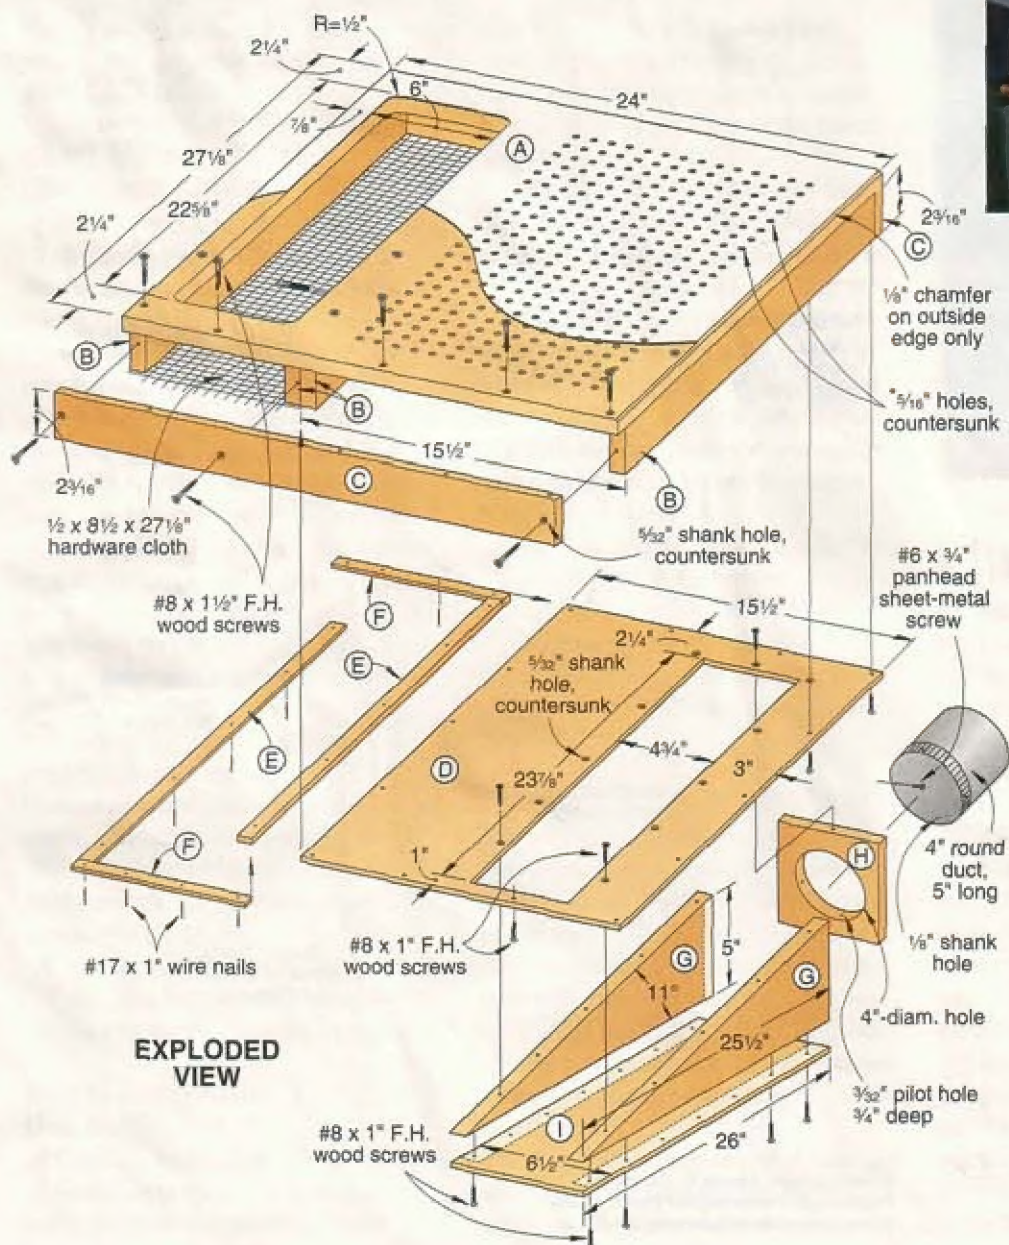 R=½"
2¼"
6"
24"
⅞"
A
27⅛"
22⅝"
2¼"
2³⁄₁₆"
C
⅛" chamfer
on outside
edge only
B
B
⁵⁄₁₆" holes,
countersunk
15½"
C
B
2³⁄₁₆"
½ x 8½ x 27⅛"
hardware cloth
⁵⁄₃₂" shank hole,
countersunk
#8 x 1½" F.H.
wood screws
F
#6 x ¾"
panhead
sheet-metal
screw
15½"
2¼"
E
⁵⁄₃₂" shank
hole,
countersunk
E
D
4¾"
3"
23⅞"
F
1"
H
4" round
duct,
5" long
#17 x 1" wire nails
#8 x 1" F.H.
wood screws
G
5"
G
11°
⅛" shank
hole
4"-diam. hole
EXPLODED
VIEW
25½"
³⁄₃₂" pilot hole
¾" deep
#8 x 1" F.H.
wood screws
I
6½"
26"